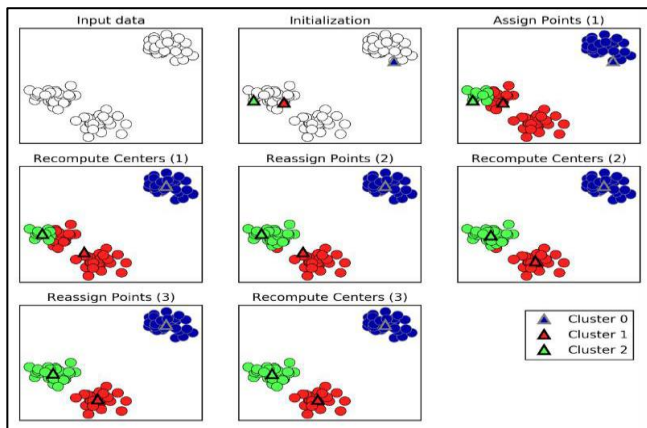 Input data
Initialization
Assign Points (1)
Recompute Centers (1)
Reassign Points (2)
Recompute Centers (2)
Reassign Points (3)
Recompute Centers (3)
Cluster 0
Cluster 1
Cluster 2